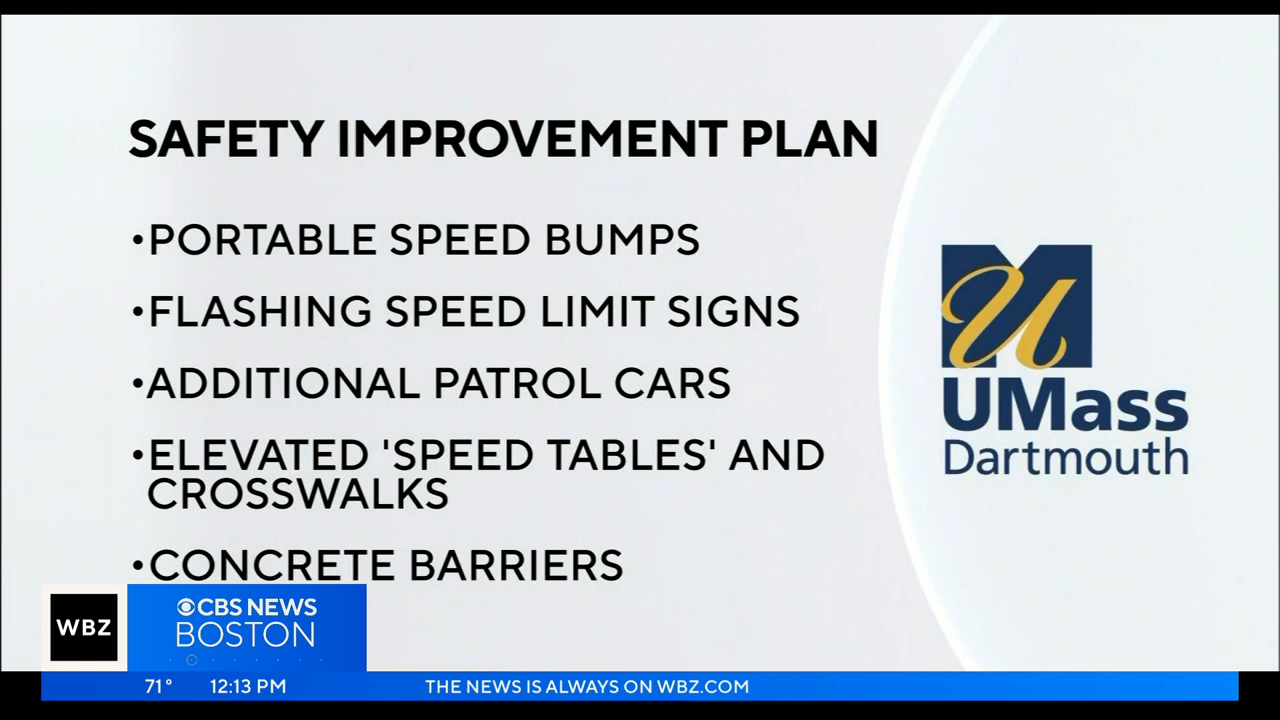 SAFETY IMPROVEMENT PLAN
•PORTABLE SPEED BUMPS
•FLASHING SPEED LIMIT SIGNS
•ADDITIONAL PATROL CARS
•ELEVATED 'SPEED TABLES' AND
CROSSWALKS
•CONCRETE BARRIERS
U
UMass
Dartmouth
WBZ
CBS NEWS
BOSTON
71° 12:13 PM THE NEWS IS ALWAYS ON WBZ.COM